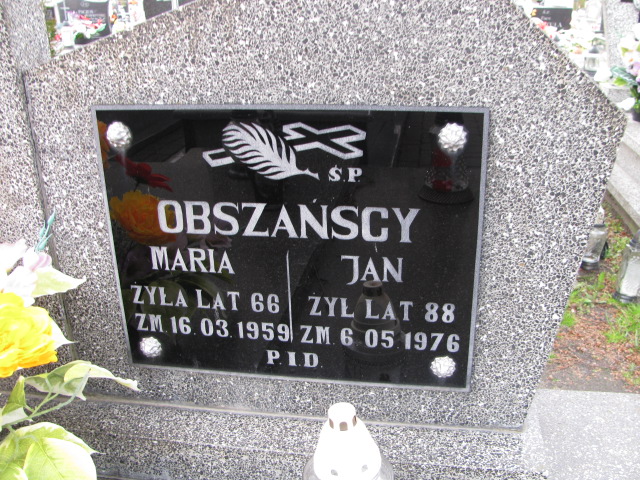 Ś.P.
OBSZAŃSCY
MARIA JAN
ŻYŁA LAT 66 ŻYŁ LAT 88
ZM. 16.03.1959 ZM. 6.05.1976
P.I.D.